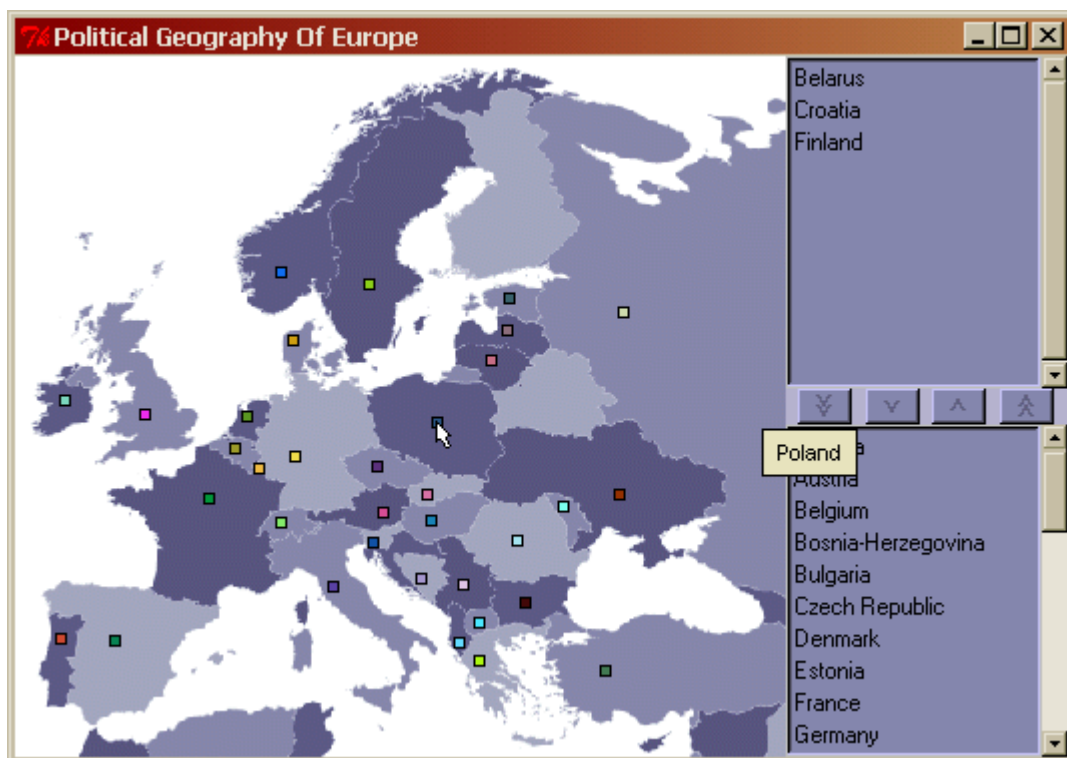 Political Geography Of Europe
Belarus
Croatia
Finland
Poland
Austria
Belgium
Bosnia-Herzegovina
Bulgaria
Czech Republic
Denmark
Estonia
France
Germany